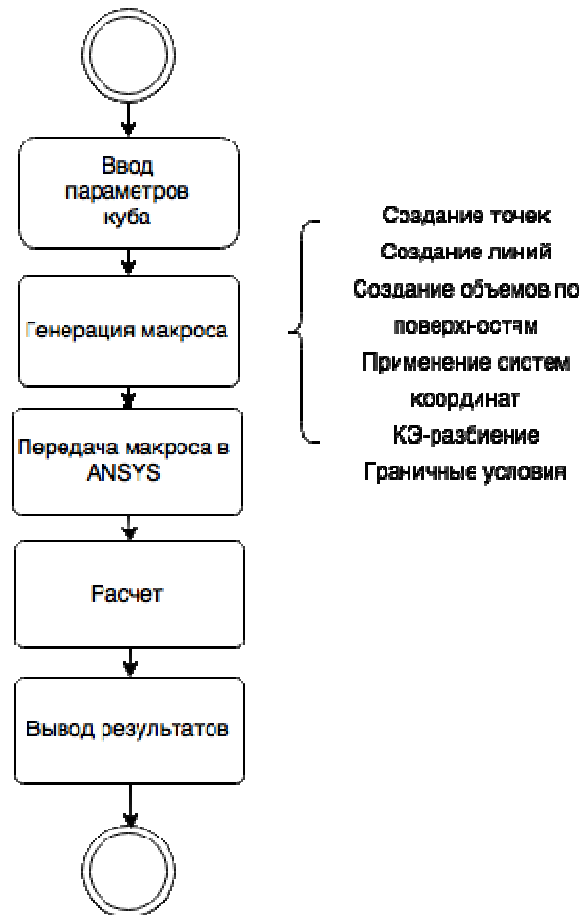 Ввод
параметров
куба
Генерация макроса
Передача макроса в
ANSYS
Расчет
Вывод результатов
Создание точек
Создание линий
Создание объемов по
поверхностям
Применение систем
координат
КЭ-разбиение
Граничные условия